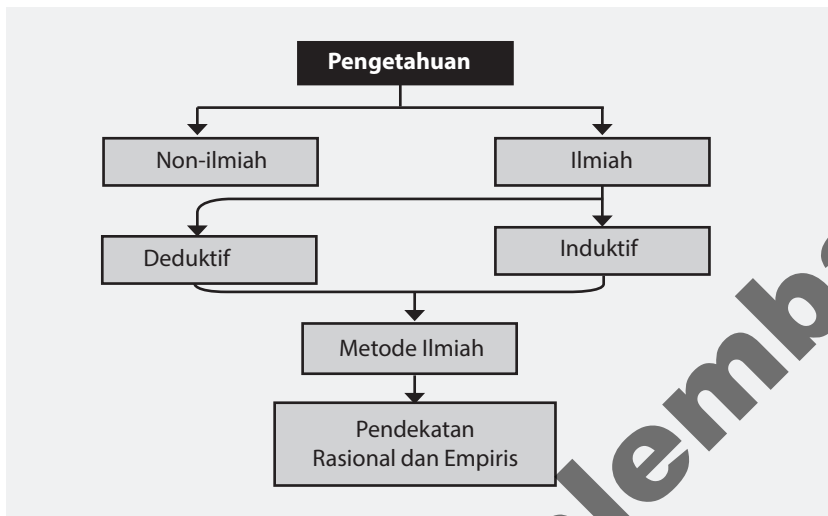 Pengetahuan
Non-ilmiah
Ilmiah
Deduktif
Induktif
Metode Ilmiah
Pendekatan
Rasional dan Empiris